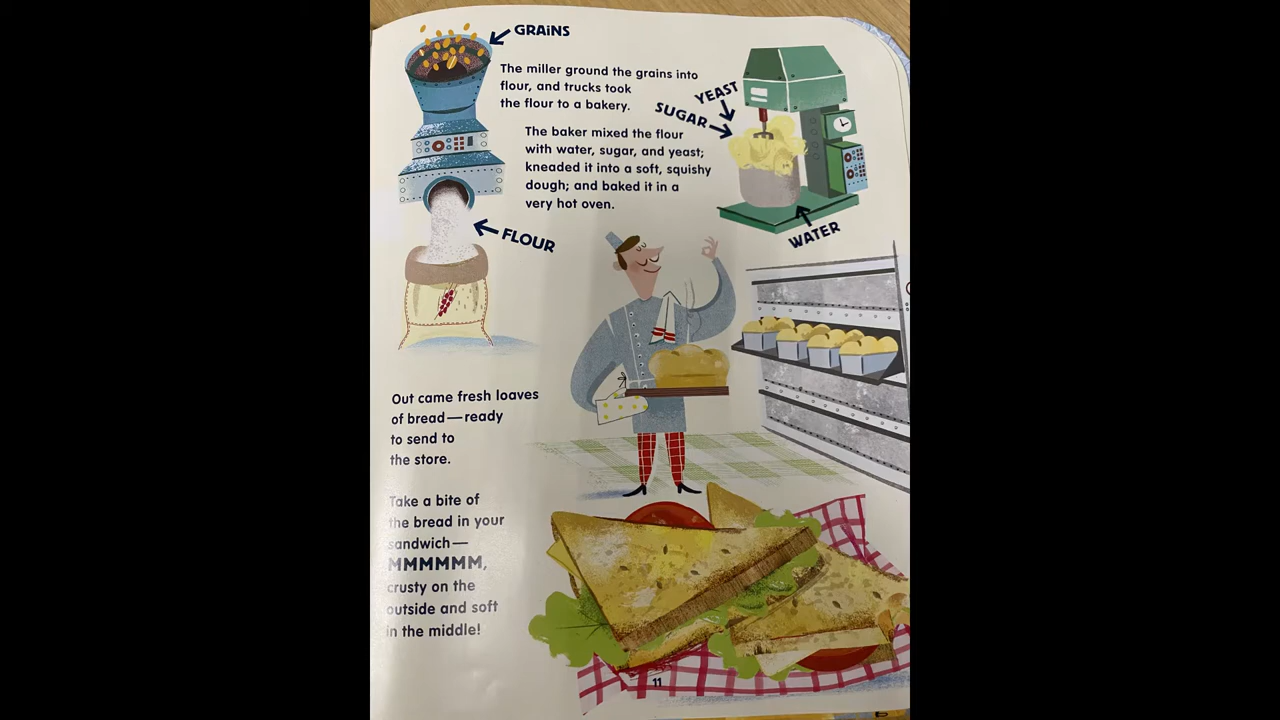 GRAiNS
The miller ground the grains into
flour, and trucks took
the flour to a bakery.
YEAST
SUGAR
The baker mixed the flour
with water, sugar, and yeast;
kneaded it into a soft, squishy
dough; and baked it in a
very hot oven.
WATER
FLOUR
Out came fresh loaves
of bread—ready
to send to
the store.
Take a bite of
the bread in your
sandwich—
MMMMMM,
crusty on the
outside and soft
in the middle!
11